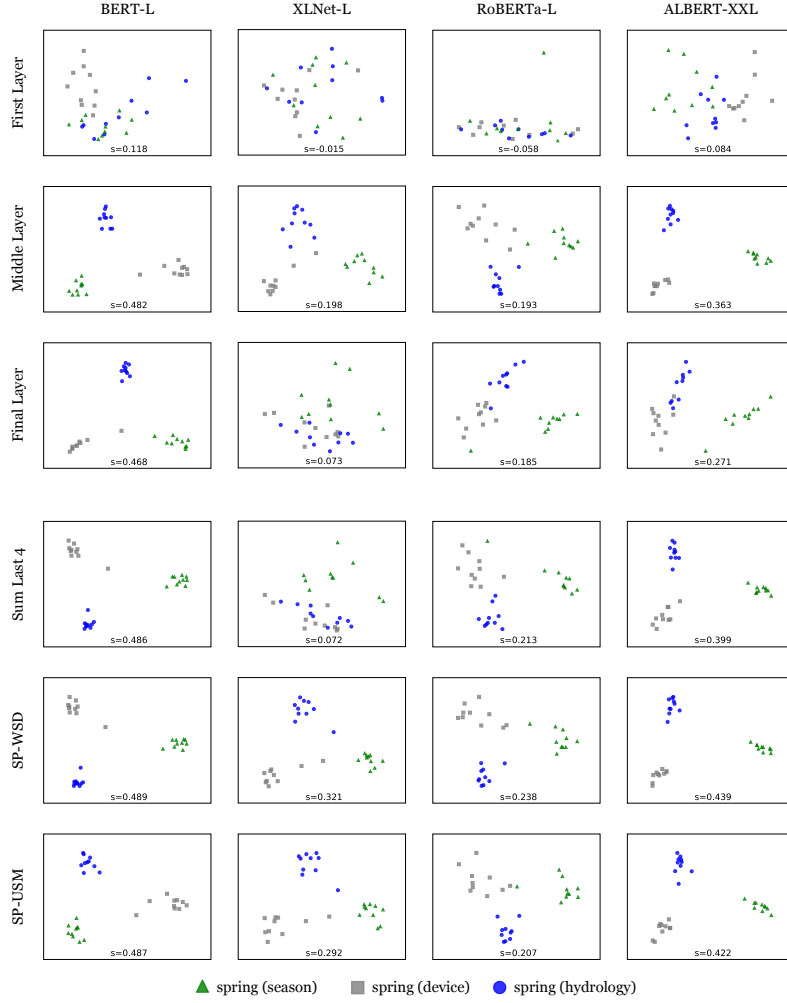 BERT-L XLNet-L RoBERTa-L ALBERT-XXL
First Layer
s=0.118 s=-0.015 s=-0.058 s=0.084
Middle Layer
s=0.482 s=0.198 s=0.193 s=0.363
Final Layer
s=0.468 s=0.073 s=0.185 s=0.271
Sum Last 4
s=0.486 s=0.072 s=0.213 s=0.399
SP-WSD
s=0.489 s=0.321 s=0.238 s=0.439
SP-USM
s=0.487 s=0.292 s=0.207 s=0.422
spring (season) spring (device) spring (hydrology)